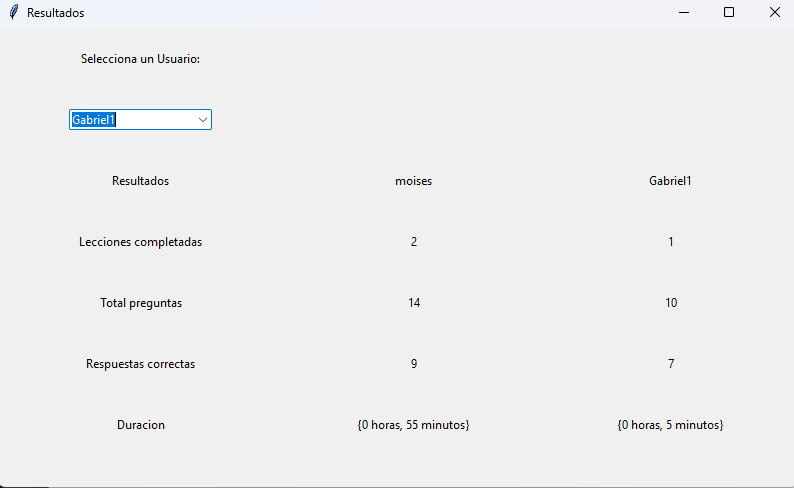 Resultados
Selecciona un Usuario:
Gabriel1
Resultados moises Gabriel1
Lecciones completadas 2 1
Total preguntas 14 10
Respuestas correctas 9 7
Duracion {0 horas, 55 minutos} {0 horas, 5 minutos}